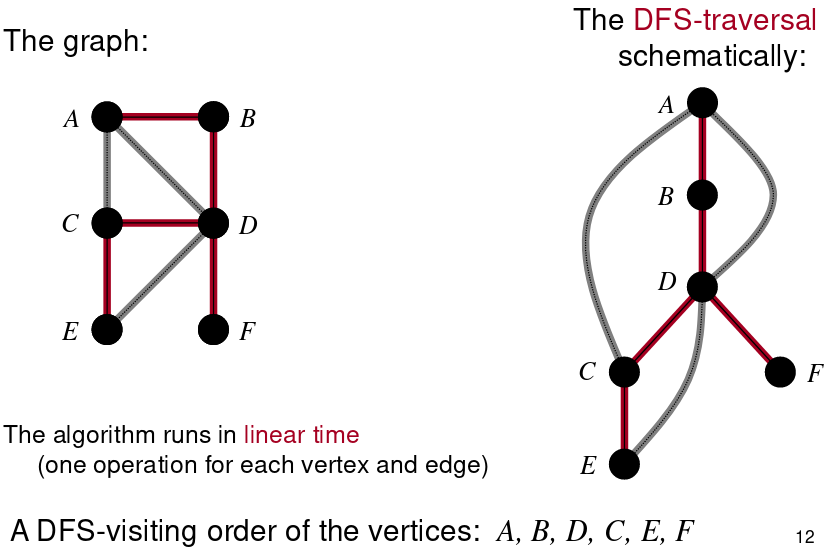 The graph:
The DFS-traversal
schematically:
A
B
C
D
E
F
A
B
D
C
F
E
The algorithm runs in linear time
(one operation for each vertex and edge)
A DFS-visiting order of the vertices: A, B, D, C, E, F
12